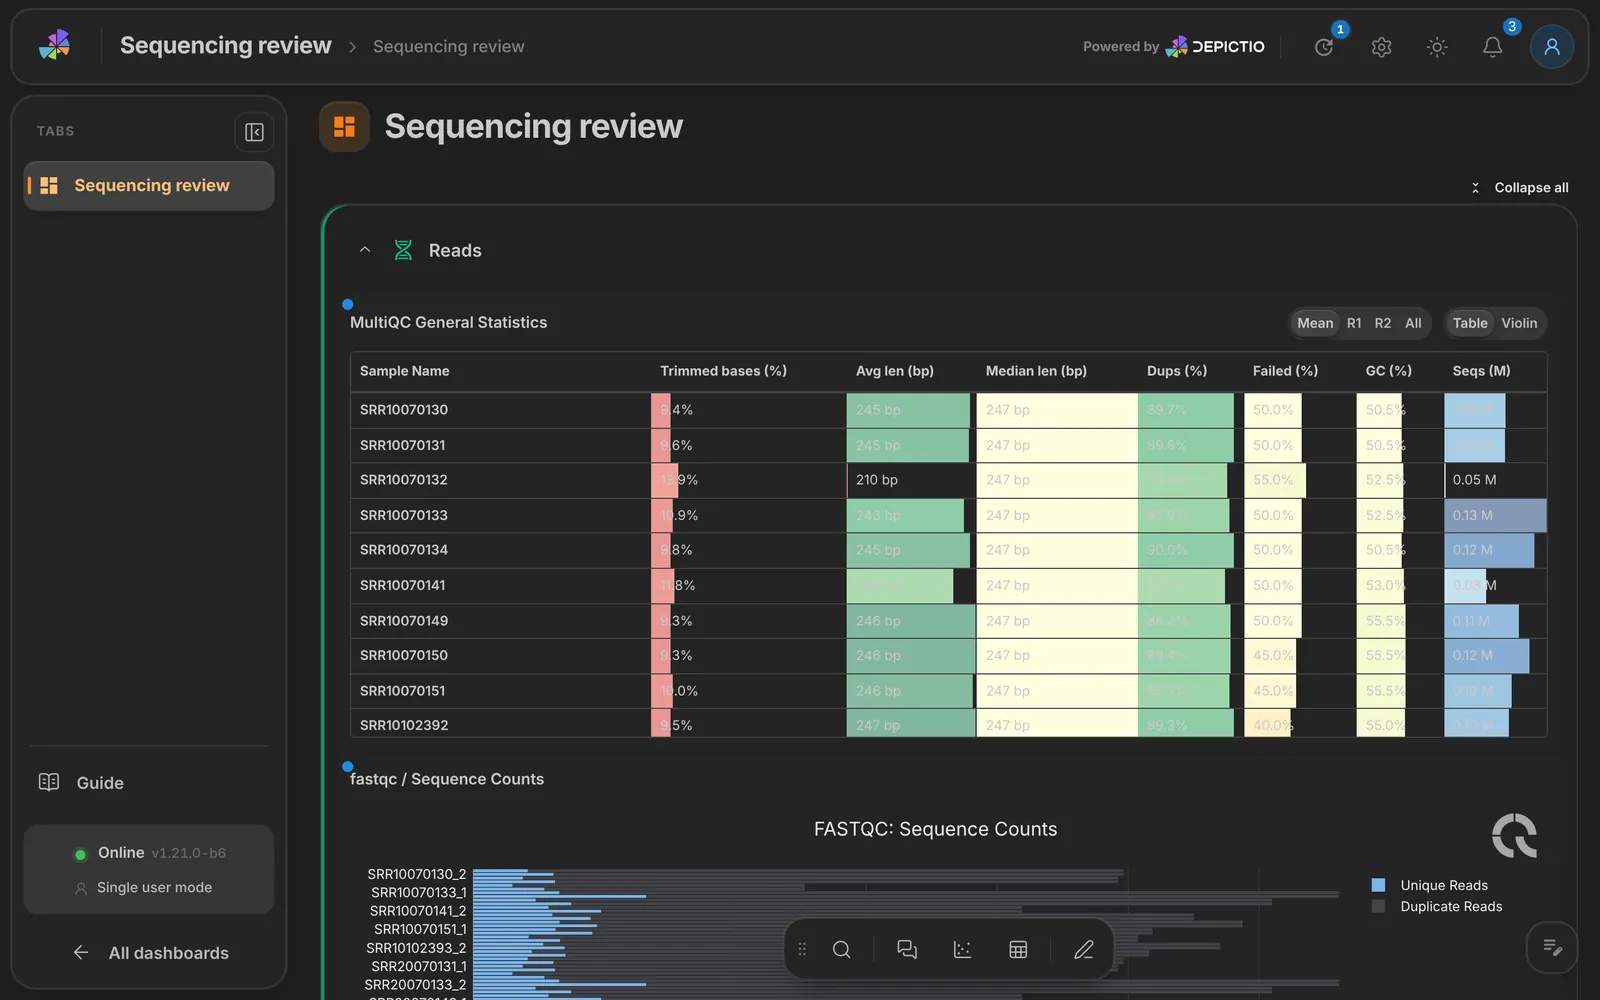 Sequencing review > Sequencing review
Powered by DEPICTIO
1
3
TABS
Sequencing review
Guide
Online v1.21.0-b6
Single user mode
All dashboards
Sequencing review
Collapse all
Reads
MultiQC General Statistics
Mean R1 R2 All
Table Violin
Sample Name Trimmed bases (%) Avg len (bp) Median len (bp) Dups (%) Failed (%) GC (%) Seqs (M)
SRR10070130 9.4% 245 bp 247 bp 89.7% 50.0% 50.5%
SRR10070131 9.6% 245 bp 247 bp 89.8% 50.0% 50.5%
SRR10070132 13.9% 210 bp 247 bp 55.0% 52.5% 0.05 M
SRR10070133 10.9% 243 bp 247 bp 50.0% 52.5% 0.13 M
SRR10070134 9.8% 245 bp 247 bp 90.0% 50.0% 50.5% 0.12 M
SRR10070141 11.8% 247 bp 50.0% 53.0% 0.08 M
SRR10070149 9.3% 246 bp 247 bp 50.0% 55.5% 0.11 M
SRR10070150 9.3% 246 bp 247 bp 86.4% 45.0% 55.5% 0.12 M
SRR10070151 10.0% 246 bp 247 bp 45.0% 55.5%
SRR10102392 9.5% 247 bp 247 bp 89.3% 40.0% 55.0%
fastqc / Sequence Counts
FASTQC: Sequence Counts
SRR10070130_2
SRR10070133_1
SRR10070141_2
SRR10070151_1
SRR10102393_2
SRR20070131_1
SRR20070133_2
Unique Reads
Duplicate Reads